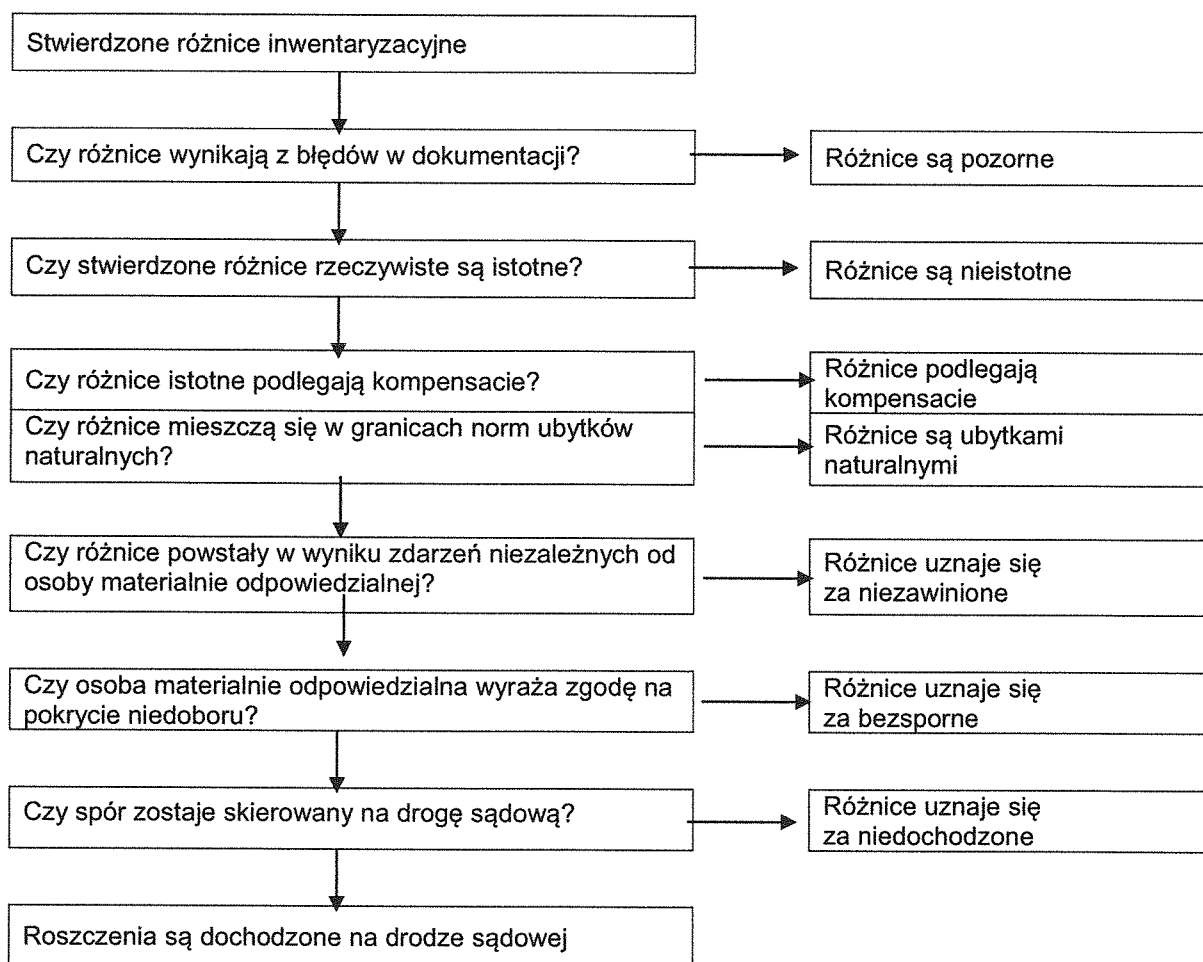 Stwierdzone różnice inwentaryzacyjne
Czy różnice wynikają z błędów w dokumentacji?
Różnice są pozorne
Czy stwierdzone różnice rzeczywiste są istotne?
Różnice są nieistotne
Czy różnice istotne podlegają kompensacie?
Różnice podlegają
kompensacie
Czy różnice mieszczą się w granicach norm ubytków
naturalnych?
Różnice są ubytkami
naturalnymi
Czy różnice powstały w wyniku zdarzeń niezależnych od
osoby materialnie odpowiedzialnej?
Różnice uznaje się
za niezawinione
Czy osoba materialnie odpowiedzialna wyraża zgodę na
pokrycie niedoboru?
Różnice uznaje się
za bezsporne
Czy spór zostaje skierowany na drogę sądową?
Różnice uznaje się
za niedochodzone
Roszczenia są dochodzone na drodze sądowej